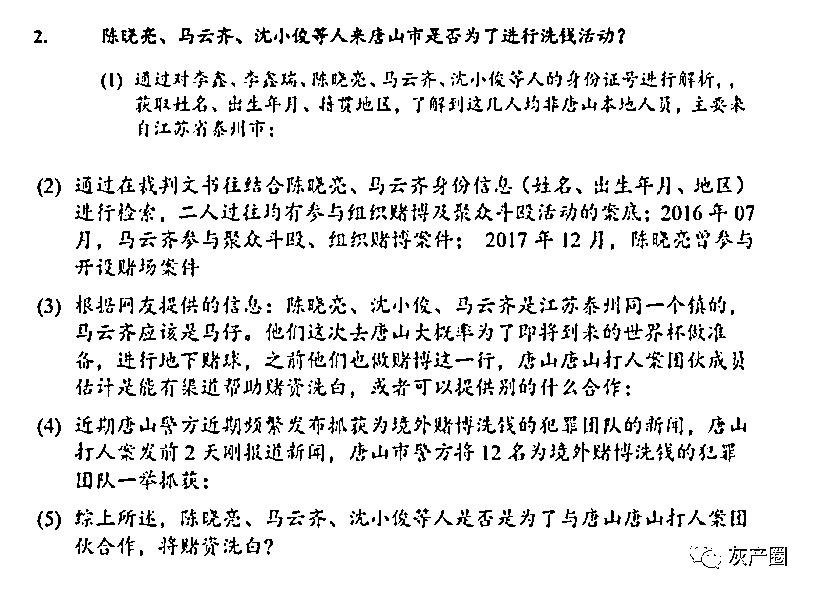 2. 陈晓亮、马云齐、沈小俊等人来唐山市是否为了进行洗钱活动？
(1) 通过对李鑫、李鑫瑞、陈晓亮、马云齐、沈小俊等人的身份证号进行解析，，
获取姓名、出生年月、持贯地区，了解到这几人均非唐山本地人员，主要来
自江苏省泰州市；
(2) 通过在裁判文书往结合陈晓亮、马云齐身份信息（姓名、出生年月、地区）
进行检索，二人过往均有参与组织赌博及聚众斗殴活动的案底；2016 年 07
月，马云齐参与聚众斗殴、组织赌博案件； 2017 年 12 月，陈晓亮曾参与
开设赌场案件
(3) 根据网友提供的信息：陈晓亮、沈小俊、马云齐是江苏泰州同一个镇的，
马云齐应该是马仔。他们这次去唐山大概率为了即将到来的世界杯做准
备，进行地下赌球，之前他们也做赌博这一行，唐山唐山打人案团伙成员
估计是能有渠道帮助赌资洗白，或者可以提供别的什么合作；
(4) 近期唐山警方近期频繁发布抓获为境外赌博洗钱的犯罪团队的新闻，唐山
打人案发前 2 天刚报道新闻，唐山市警方将 12 名为境外赌博洗钱的犯罪
团队一举抓获；
(5) 综上所述，陈晓亮、马云齐、沈小俊等人是否是为了与唐山唐山打人案团
伙合作，将赌资洗白？
灰产圈